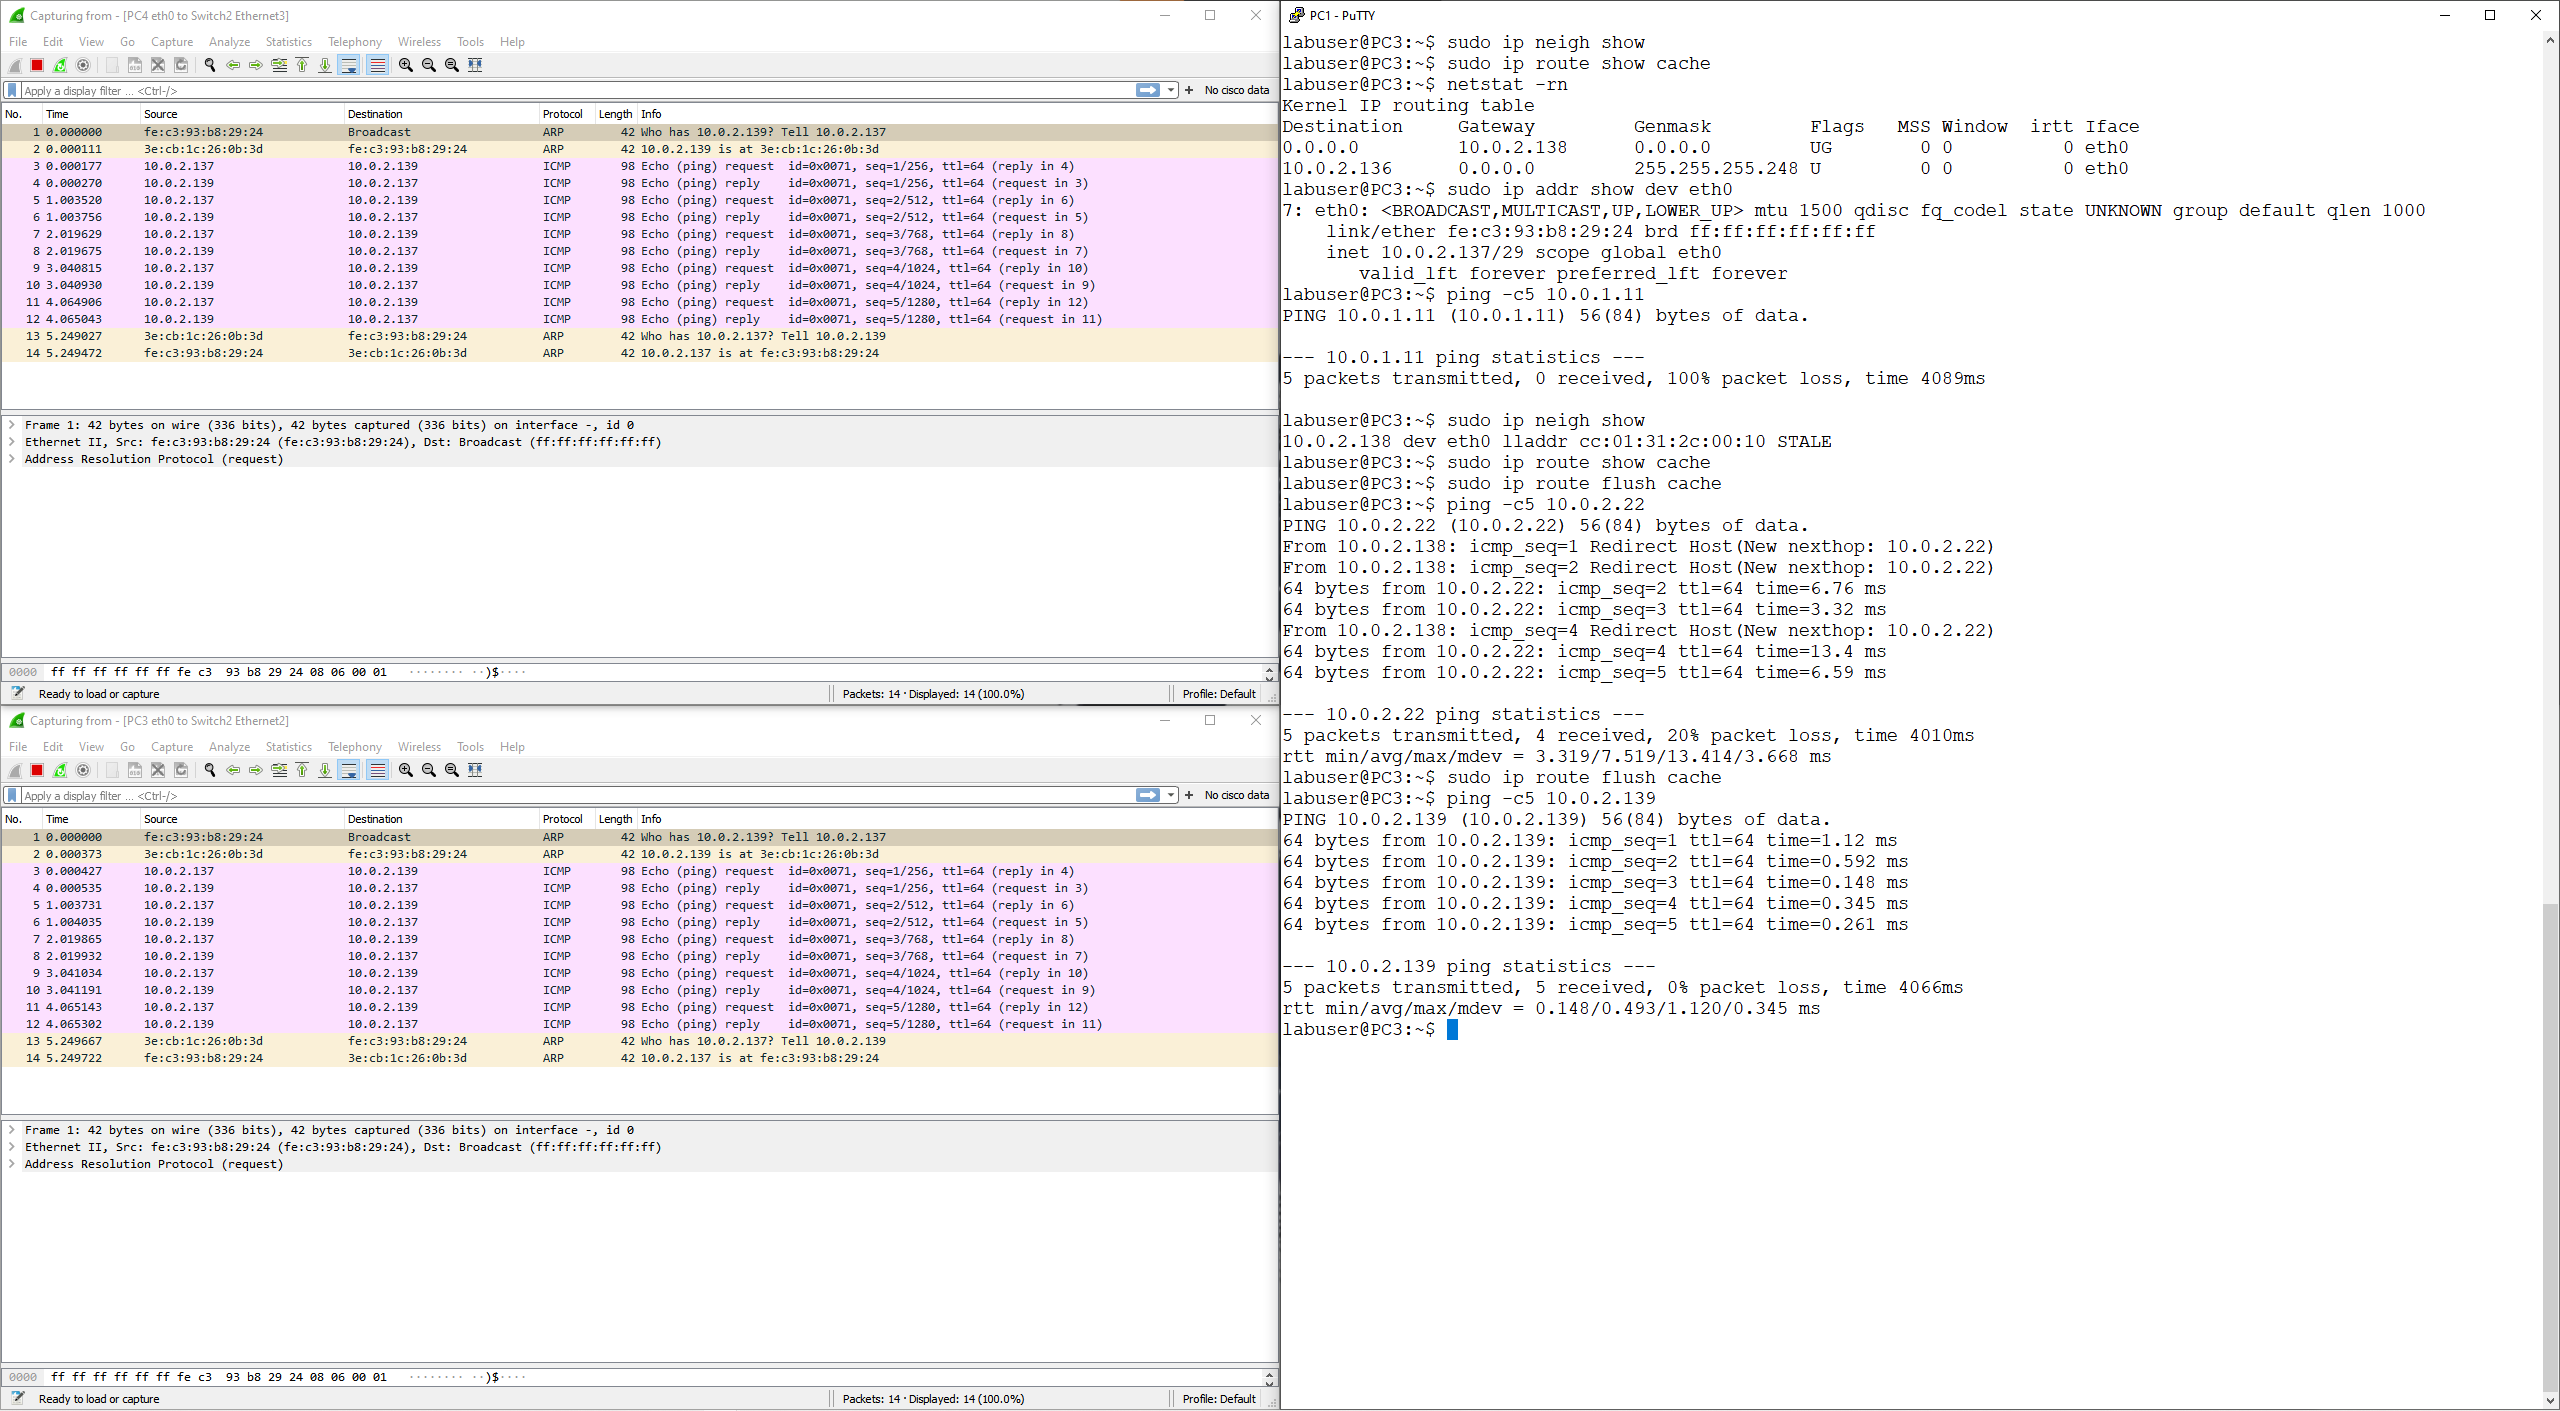 Capturing from - [PC4 eth0 to Switch2 Ethernet3]
File Edit View Go Capture Analyze Statistics Telephony Wireless Tools Help
Apply a display filter ... <Ctrl-/> + No cisco data
No. Time Source Destination Protocol Length Info
1 0.000000 fe:c3:93:b8:29:24 Broadcast ARP 42 Who has 10.0.2.139? Tell 10.0.2.137
2 0.000111 3e:cb:1c:26:0b:3d fe:c3:93:b8:29:24 ARP 42 10.0.2.139 is at 3e:cb:1c:26:0b:3d
3 0.000177 10.0.2.137 10.0.2.139 ICMP 98 Echo (ping) request id=0x0071, seq=1/256, ttl=64 (reply in 4)
4 0.000270 10.0.2.139 10.0.2.137 ICMP 98 Echo (ping) reply id=0x0071, seq=1/256, ttl=64 (request in 3)
5 1.003520 10.0.2.137 10.0.2.139 ICMP 98 Echo (ping) request id=0x0071, seq=2/512, ttl=64 (reply in 6)
6 1.003756 10.0.2.139 10.0.2.137 ICMP 98 Echo (ping) reply id=0x0071, seq=2/512, ttl=64 (request in 5)
7 2.019629 10.0.2.137 10.0.2.139 ICMP 98 Echo (ping) request id=0x0071, seq=3/768, ttl=64 (reply in 8)
8 2.019675 10.0.2.139 10.0.2.137 ICMP 98 Echo (ping) reply id=0x0071, seq=3/768, ttl=64 (request in 7)
9 3.040815 10.0.2.137 10.0.2.139 ICMP 98 Echo (ping) request id=0x0071, seq=4/1024, ttl=64 (reply in 10)
10 3.040930 10.0.2.139 10.0.2.137 ICMP 98 Echo (ping) reply id=0x0071, seq=4/1024, ttl=64 (request in 9)
11 4.064906 10.0.2.137 10.0.2.139 ICMP 98 Echo (ping) request id=0x0071, seq=5/1280, ttl=64 (reply in 12)
12 4.065043 10.0.2.139 10.0.2.137 ICMP 98 Echo (ping) reply id=0x0071, seq=5/1280, ttl=64 (request in 11)
13 5.249027 3e:cb:1c:26:0b:3d fe:c3:93:b8:29:24 ARP 42 Who has 10.0.2.137? Tell 10.0.2.139
14 5.249472 fe:c3:93:b8:29:24 3e:cb:1c:26:0b:3d ARP 42 10.0.2.137 is at fe:c3:93:b8:29:24
Frame 1: 42 bytes on wire (336 bits), 42 bytes captured (336 bits) on interface -, id 0
Ethernet II, Src: fe:c3:93:b8:29:24 (fe:c3:93:b8:29:24), Dst: Broadcast (ff:ff:ff:ff:ff:ff)
Address Resolution Protocol (request)
0000 ff ff ff ff ff ff fe c3 93 b8 29 24 08 06 00 01 ········ ··)$····
Ready to load or capture Packets: 14 · Displayed: 14 (100.0%) Profile: Default
Capturing from - [PC3 eth0 to Switch2 Ethernet2]
File Edit View Go Capture Analyze Statistics Telephony Wireless Tools Help
Apply a display filter ... <Ctrl-/> + No cisco data
No. Time Source Destination Protocol Length Info
1 0.000000 fe:c3:93:b8:29:24 Broadcast ARP 42 Who has 10.0.2.139? Tell 10.0.2.137
2 0.000373 3e:cb:1c:26:0b:3d fe:c3:93:b8:29:24 ARP 42 10.0.2.139 is at 3e:cb:1c:26:0b:3d
3 0.000427 10.0.2.137 10.0.2.139 ICMP 98 Echo (ping) request id=0x0071, seq=1/256, ttl=64 (reply in 4)
4 0.000535 10.0.2.139 10.0.2.137 ICMP 98 Echo (ping) reply id=0x0071, seq=1/256, ttl=64 (request in 3)
5 1.003731 10.0.2.137 10.0.2.139 ICMP 98 Echo (ping) request id=0x0071, seq=2/512, ttl=64 (reply in 6)
6 1.004035 10.0.2.139 10.0.2.137 ICMP 98 Echo (ping) reply id=0x0071, seq=2/512, ttl=64 (request in 5)
7 2.019865 10.0.2.137 10.0.2.139 ICMP 98 Echo (ping) request id=0x0071, seq=3/768, ttl=64 (reply in 8)
8 2.019932 10.0.2.139 10.0.2.137 ICMP 98 Echo (ping) reply id=0x0071, seq=3/768, ttl=64 (request in 7)
9 3.041034 10.0.2.137 10.0.2.139 ICMP 98 Echo (ping) request id=0x0071, seq=4/1024, ttl=64 (reply in 10)
10 3.041191 10.0.2.139 10.0.2.137 ICMP 98 Echo (ping) reply id=0x0071, seq=4/1024, ttl=64 (request in 9)
11 4.065143 10.0.2.137 10.0.2.139 ICMP 98 Echo (ping) request id=0x0071, seq=5/1280, ttl=64 (reply in 12)
12 4.065302 10.0.2.139 10.0.2.137 ICMP 98 Echo (ping) reply id=0x0071, seq=5/1280, ttl=64 (request in 11)
13 5.249667 3e:cb:1c:26:0b:3d fe:c3:93:b8:29:24 ARP 42 Who has 10.0.2.137? Tell 10.0.2.139
14 5.249722 fe:c3:93:b8:29:24 3e:cb:1c:26:0b:3d ARP 42 10.0.2.137 is at fe:c3:93:b8:29:24
Frame 1: 42 bytes on wire (336 bits), 42 bytes captured (336 bits) on interface -, id 0
Ethernet II, Src: fe:c3:93:b8:29:24 (fe:c3:93:b8:29:24), Dst: Broadcast (ff:ff:ff:ff:ff:ff)
Address Resolution Protocol (request)
0000 ff ff ff ff ff ff fe c3 93 b8 29 24 08 06 00 01 ········ ··)$····
Ready to load or capture Packets: 14 · Displayed: 14 (100.0%) Profile: Default
PC1 - PuTTY
labuser@PC3:~$ sudo ip neigh show
labuser@PC3:~$ sudo ip route show cache
labuser@PC3:~$ netstat -rn
Kernel IP routing table
Destination Gateway Genmask Flags MSS Window irtt Iface
0.0.0.0 10.0.2.138 0.0.0.0 UG 0 0 0 eth0
10.0.2.136 0.0.0.0 255.255.255.248 U 0 0 0 eth0
labuser@PC3:~$ sudo ip addr show dev eth0
7: eth0: <BROADCAST,MULTICAST,UP,LOWER_UP> mtu 1500 qdisc fq_codel state UNKNOWN group default qlen 1000
link/ether fe:c3:93:b8:29:24 brd ff:ff:ff:ff:ff:ff
inet 10.0.2.137/29 scope global eth0
valid_lft forever preferred_lft forever
labuser@PC3:~$ ping -c5 10.0.1.11
PING 10.0.1.11 (10.0.1.11) 56(84) bytes of data.
--- 10.0.1.11 ping statistics ---
5 packets transmitted, 0 received, 100% packet loss, time 4089ms
labuser@PC3:~$ sudo ip neigh show
10.0.2.138 dev eth0 lladdr cc:01:31:2c:00:10 STALE
labuser@PC3:~$ sudo ip route show cache
labuser@PC3:~$ sudo ip route flush cache
labuser@PC3:~$ ping -c5 10.0.2.22
PING 10.0.2.22 (10.0.2.22) 56(84) bytes of data.
From 10.0.2.138: icmp_seq=1 Redirect Host(New nexthop: 10.0.2.22)
From 10.0.2.138: icmp_seq=2 Redirect Host(New nexthop: 10.0.2.22)
64 bytes from 10.0.2.22: icmp_seq=2 ttl=64 time=6.76 ms
64 bytes from 10.0.2.22: icmp_seq=3 ttl=64 time=3.32 ms
From 10.0.2.138: icmp_seq=4 Redirect Host(New nexthop: 10.0.2.22)
64 bytes from 10.0.2.22: icmp_seq=4 ttl=64 time=13.4 ms
64 bytes from 10.0.2.22: icmp_seq=5 ttl=64 time=6.59 ms
--- 10.0.2.22 ping statistics ---
5 packets transmitted, 4 received, 20% packet loss, time 4010ms
rtt min/avg/max/mdev = 3.319/7.519/13.414/3.668 ms
labuser@PC3:~$ sudo ip route flush cache
labuser@PC3:~$ ping -c5 10.0.2.139
PING 10.0.2.139 (10.0.2.139) 56(84) bytes of data.
64 bytes from 10.0.2.139: icmp_seq=1 ttl=64 time=1.12 ms
64 bytes from 10.0.2.139: icmp_seq=2 ttl=64 time=0.592 ms
64 bytes from 10.0.2.139: icmp_seq=3 ttl=64 time=0.148 ms
64 bytes from 10.0.2.139: icmp_seq=4 ttl=64 time=0.345 ms
64 bytes from 10.0.2.139: icmp_seq=5 ttl=64 time=0.261 ms
--- 10.0.2.139 ping statistics ---
5 packets transmitted, 5 received, 0% packet loss, time 4066ms
rtt min/avg/max/mdev = 0.148/0.493/1.120/0.345 ms
labuser@PC3:~$